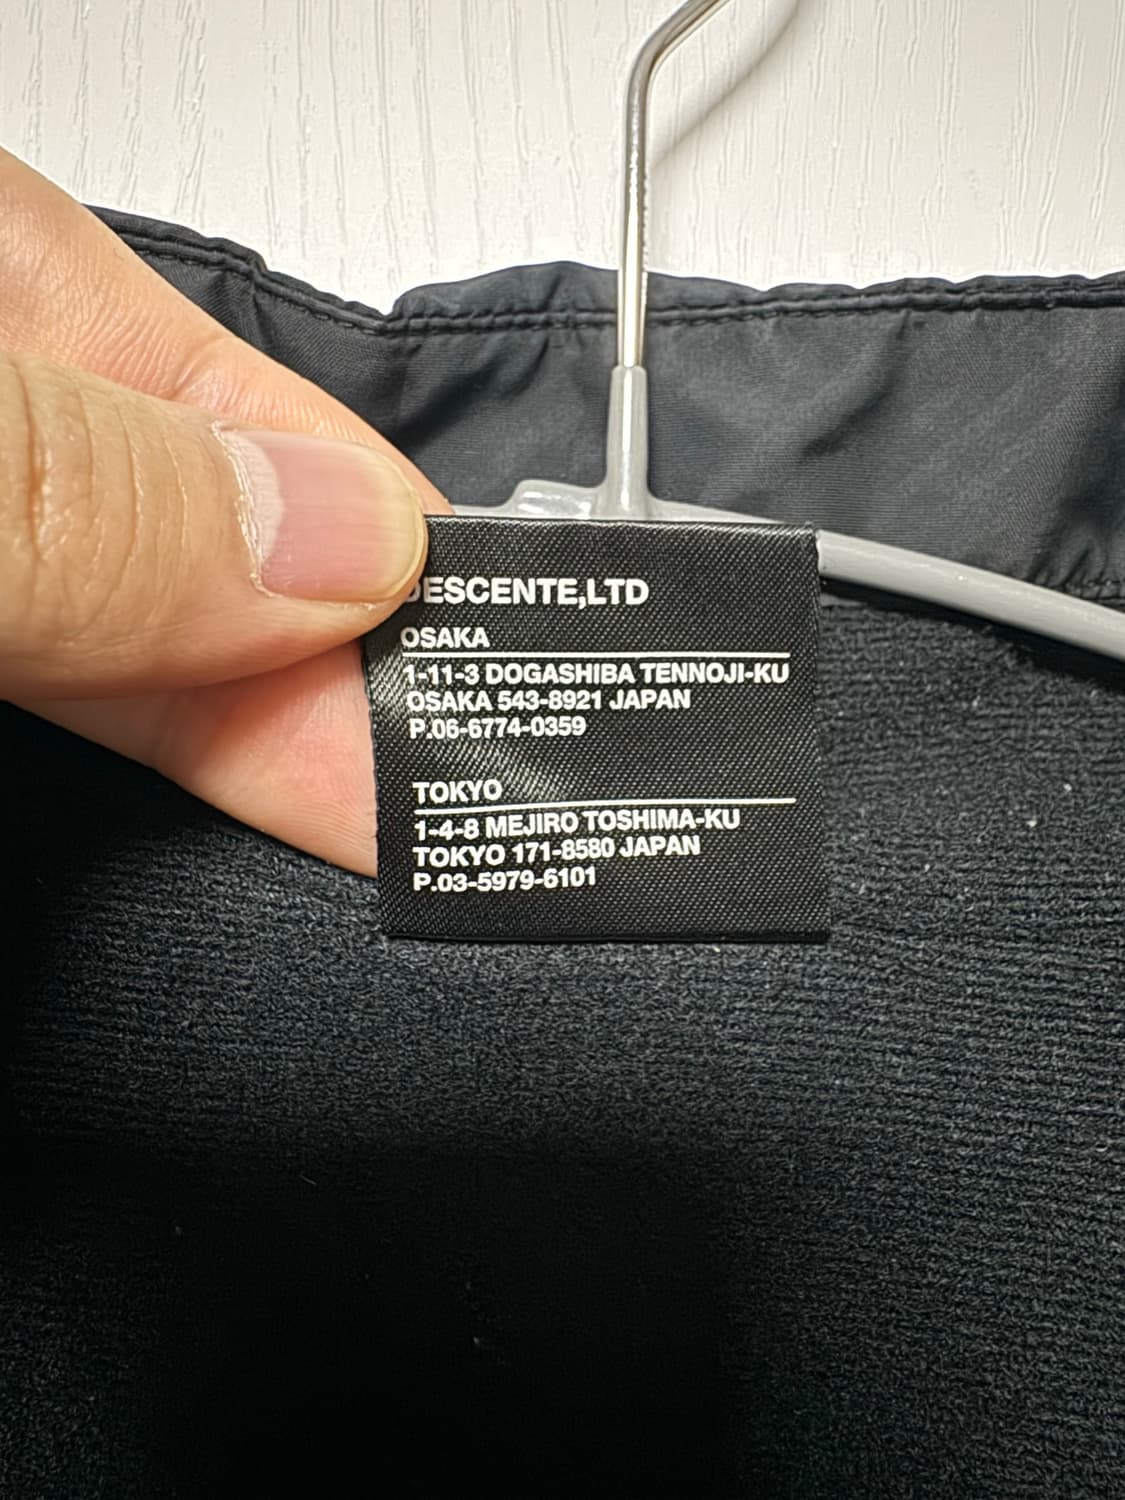 DESCENTE,LTD
OSAKA
1-11-3 DOGASHIBA TENNOJI-KU
OSAKA 543-8921 JAPAN
P.06-6774-0359
TOKYO
1-4-8 MEJIRO TOSHIMA-KU
TOKYO 171-8580 JAPAN
P.03-5979-6101